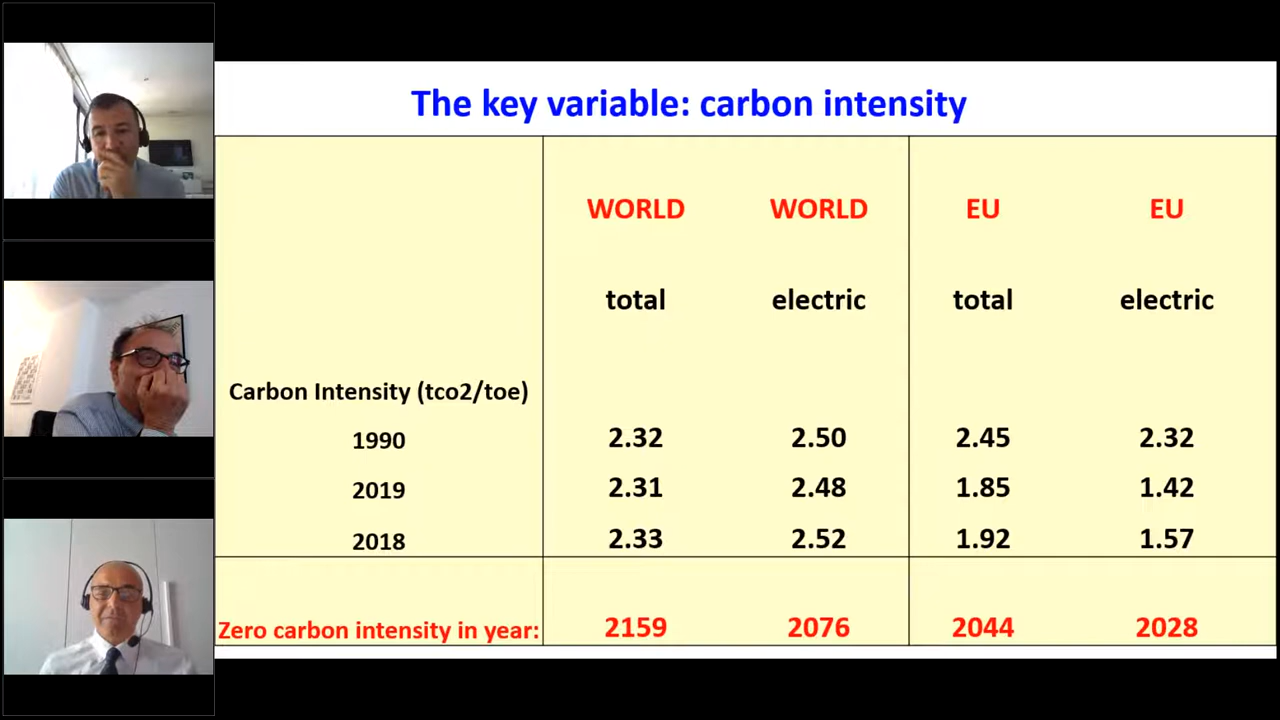 The key variable: carbon intensity
WORLD WORLD EU EU
total electric total electric
Carbon Intensity (tco2/toe)
1990 2.32 2.50 2.45 2.32
2019 2.31 2.48 1.85 1.42
2018 2.33 2.52 1.92 1.57
Zero carbon intensity in year: 2159 2076 2044 2028